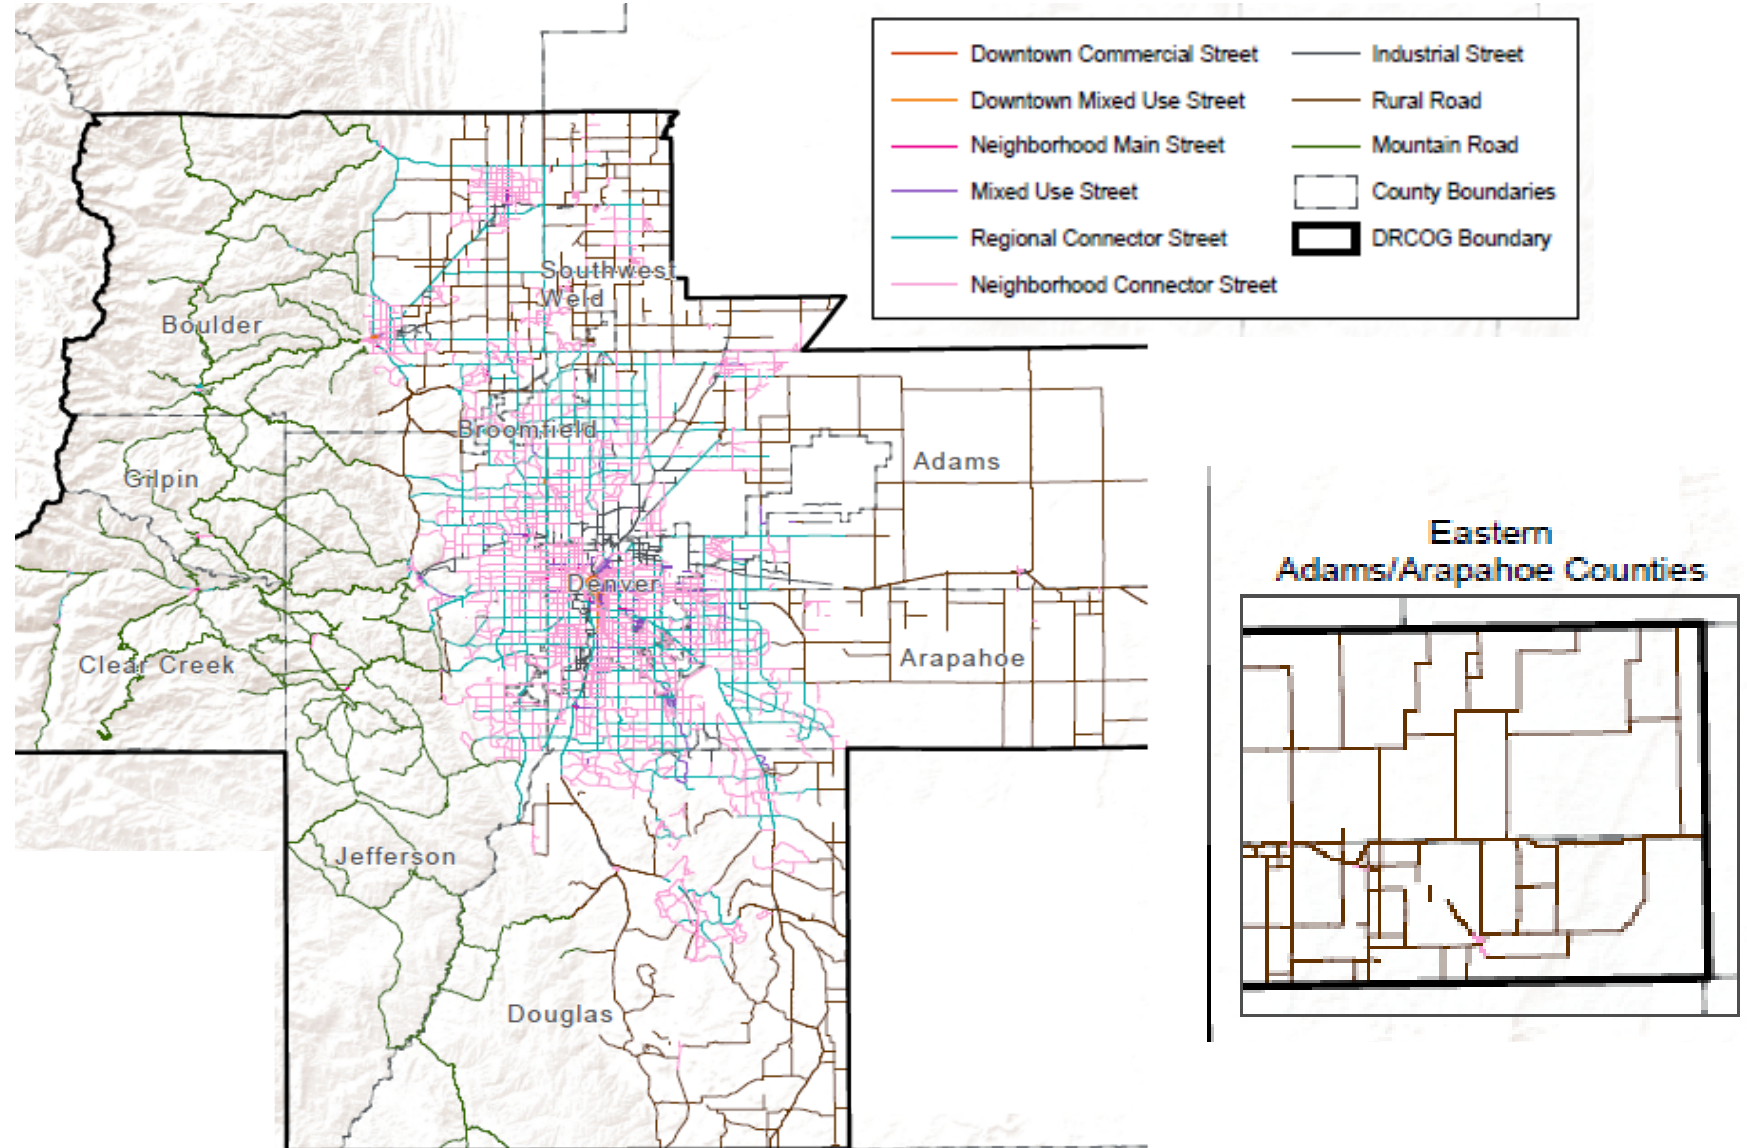 Downtown Commercial Street
Downtown Mixed Use Street
Neighborhood Main Street
Mixed Use Street
Regional Connector Street
Neighborhood Connector Street
Industrial Street
Rural Road
Mountain Road
County Boundaries
DRCOG Boundary
Southwest
Weld
Boulder
Broomfield
Gilpin
Adams
Denver
Clear Creek
Arapahoe
Jefferson
Douglas
Eastern
Adams/Arapahoe Counties